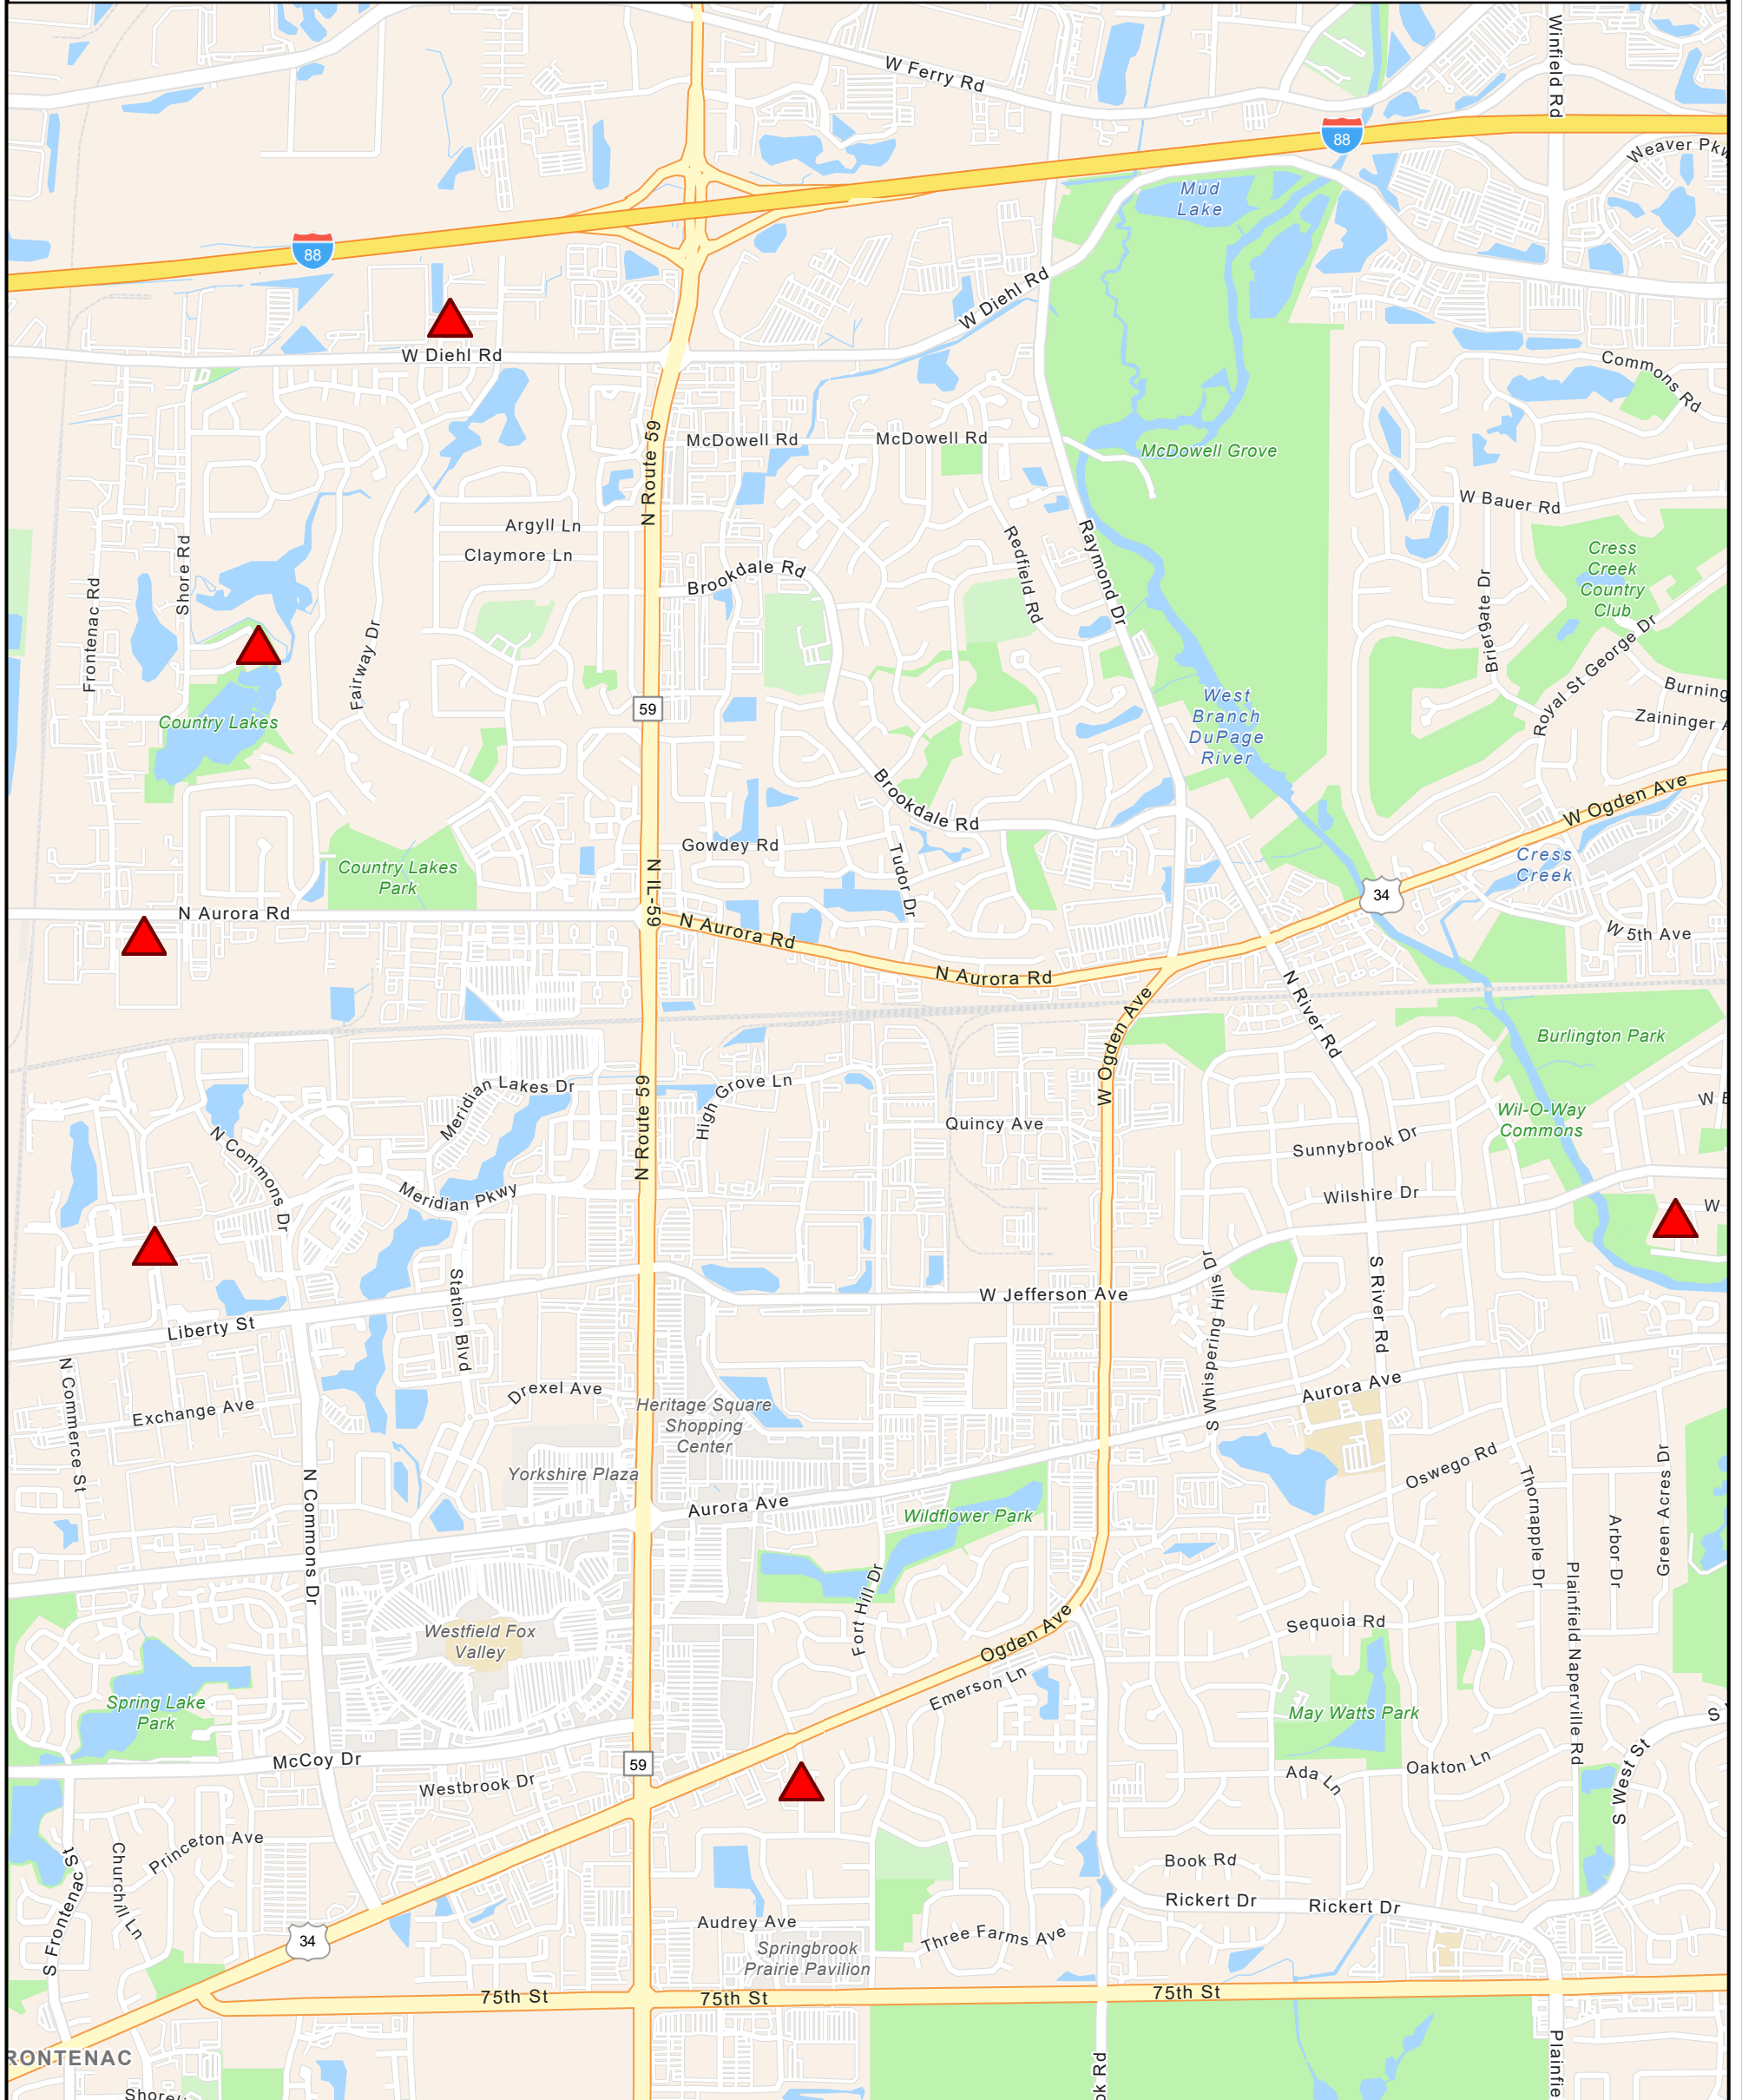 Winfield Rd
W Ferry Rd
88
Weaver Pkw
Mud
Lake
88
W Diehl Rd
W Diehl Rd
Commons Rd
N Route 59
McDowell Rd
McDowell Rd
McDowell Grove
W Bauer Rd
Argyll Ln
Claymore Ln
Redfield Rd
Raymond Dr
Cress
Creek
Country
Club
Shore Rd
Frontenac Rd
Brookdale Rd
Briergate Dr
Fairway Dr
Royal St George Dr
Burning
Zaininger A
59
Country Lakes
West
Branch
DuPage
River
Brookdale Rd
W Ogden Ave
Gowdey Rd
Tudor Dr
Cress
Creek
Country Lakes
Park
N IL-59
34
N Aurora Rd
N Aurora Rd
N Aurora Rd
W 5th Ave
N River Rd
W Ogden Ave
Burlington Park
Meridian Lakes Dr
High Grove Ln
N Route 59
Quincy Ave
Wil-O-Way
Commons
W E
N Commons Dr
Sunnybrook Dr
Meridian Pkwy
Wilshire Dr
W
S Whispering Hills Dr
S River Rd
Station Blvd
W Jefferson Ave
Liberty St
N Commerce St
Exchange Ave
Drexel Ave
Heritage Square
Shopping
Center
Aurora Ave
Yorkshire Plaza
Oswego Rd
N Commons Dr
Aurora Ave
Wildflower Park
Thornapple Dr
Arbor Dr
Green Acres Dr
Plainfield Naperville Rd
Fort Hill Dr
Westfield Fox
Valley
Ogden Ave
Emerson Ln
Sequoia Rd
Spring Lake
Park
May Watts Park
S
McCoy Dr
59
Westbrook Dr
Ada Ln
Oakton Ln
S West St
Princeton Ave
Churchill Ln
S Frontenac St
Book Rd
Rickert Dr
Rickert Dr
34
Audrey Ave
Three Farms Ave
Springbrook
Prairie Pavilion
75th St
75th St
75th St
RONTENAC
Shore
ok Rd
Plainfie